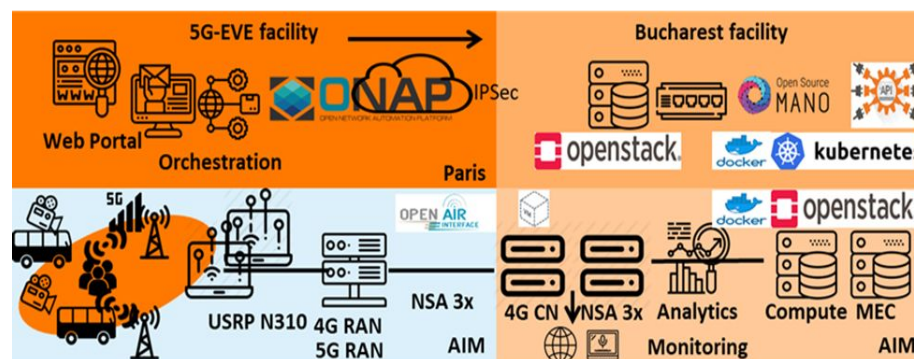 5G-EVE facility
Bucharest facility
WWW
Web Portal
Orchestration
ONAP
OPEN NETWORK AUTOMATION PLATFORM
IPSec
Paris
Open Source
MANO
API
openstack.
docker
kubernetes
5G
OPEN AIR
INTERFACE
USRP N310
4G RAN
5G RAN
NSA 3x
AIM
docker
openstack
4G CN
NSA 3x
Analytics
Compute
MEC
Monitoring
AIM